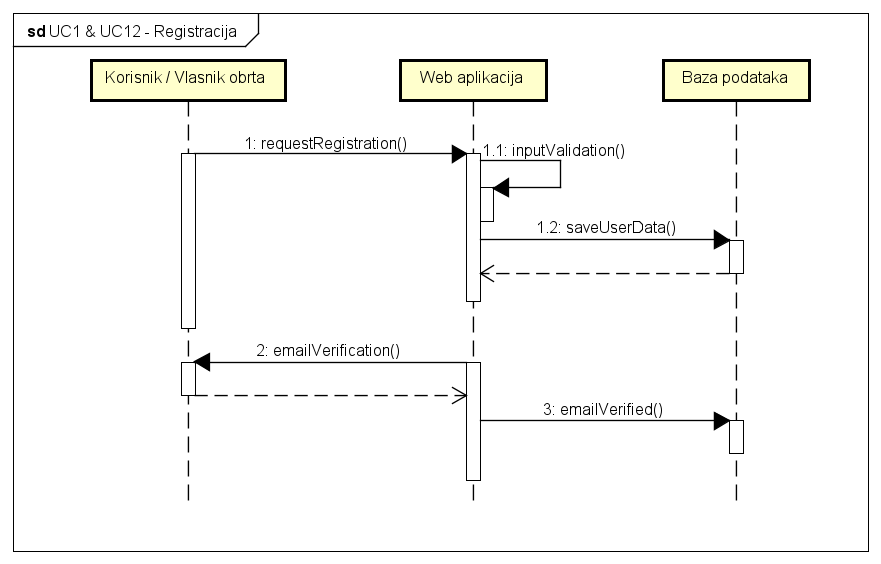 sd UC1 & UC12 - Registracija
Korisnik / Vlasnik obrta
Web aplikacija
Baza podataka
1: requestRegistration()
1.1: inputValidation()
1.2: saveUserData()
2: emailVerification()
3: emailVerified()